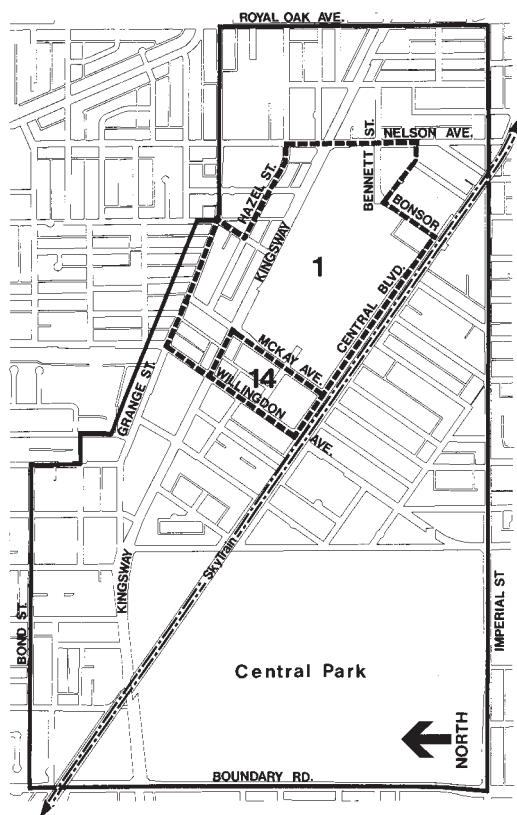 ROYAL OAK AVE.
NELSON AVE.
BENNETT ST.
HAZEL ST.
BONSOR
KINGSWAY
1
CENTRAL BLVD.
MCKAY AVE.
14
WILLINGDON AVE.
GRANGE ST.
SkyTrain
KINGSWAY
BOND ST.
IMPERIAL ST
Central Park
NORTH
BOUNDARY RD.